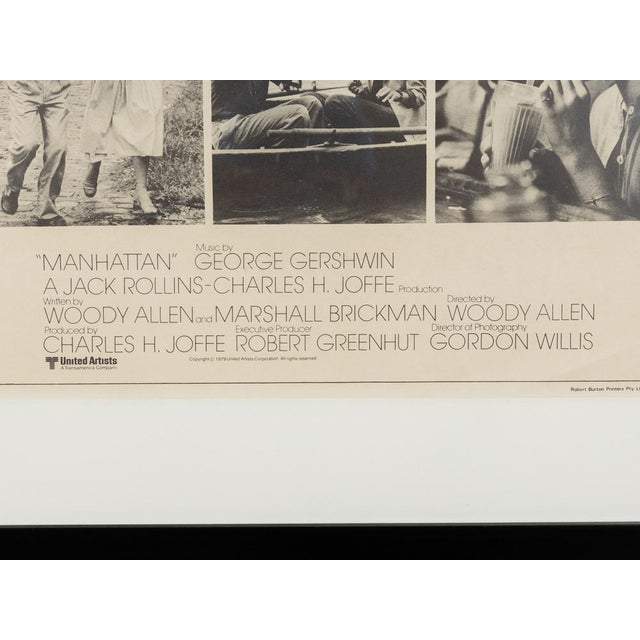 Music by
"MANHATTAN" GEORGE GERSHWIN
A JACK ROLLINS-CHARLES H. JOFFE Production
Written by Directed by
WOODY ALLEN and MARSHALL BRICKMAN WOODY ALLEN
Produced by Executive Producer Director of Photography
CHARLES H. JOFFE ROBERT GREENHUT GORDON WILLIS
United Artists
A Transamerica Company
Copyright © 1979 United Artists Corporation. All rights reserved.
Robert Burton Printers Pty.